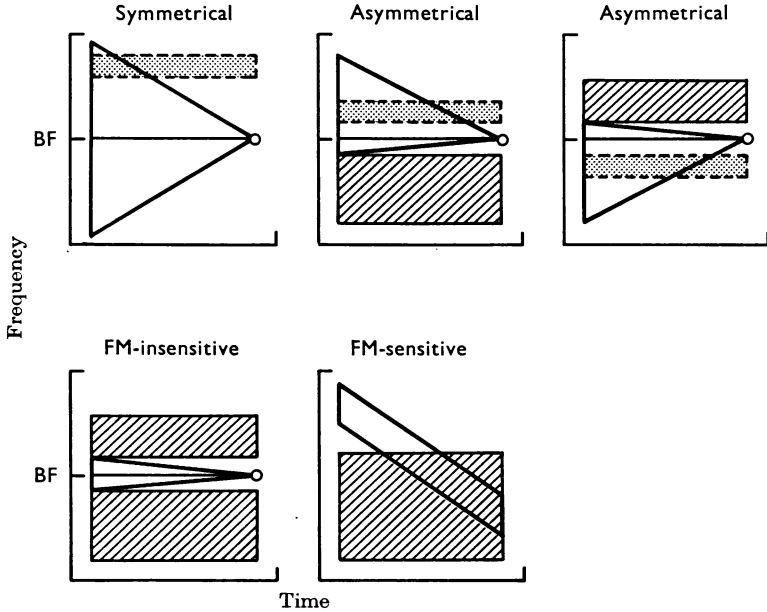 Symmetrical
Asymmetrical
Asymmetrical
BF
Frequency
FM-insensitive
FM-sensitive
BF
Time